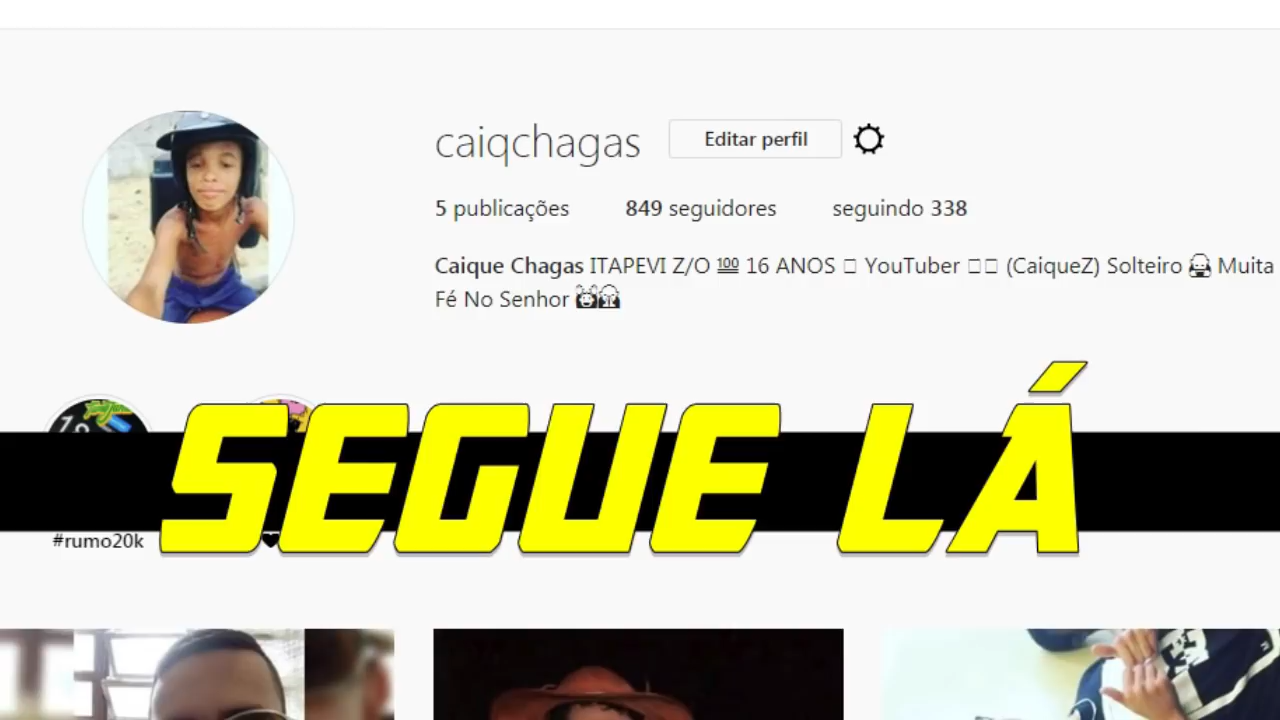 caiqchagas Editar perfil
5 publicações 849 seguidores seguindo 338
Caique Chagas ITAPEVI Z/O 💯 16 ANOS YouTuber (CaiqueZ) Solteiro Muita
Fé No Senhor
SEGUE LÁ
#rumo20k